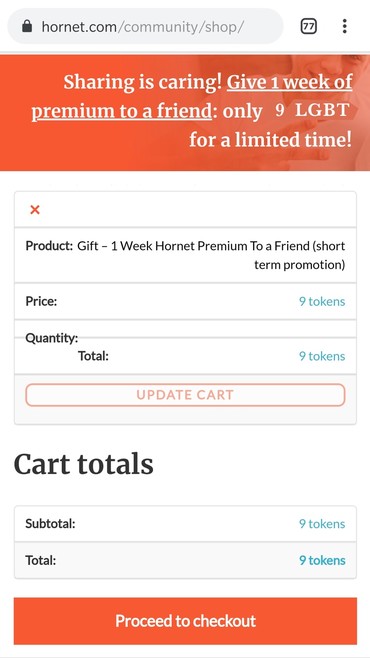 hornet.com/community/shop/
77
Sharing is caring! Give 1 week of
premium to a friend: only 9 LGBT
for a limited time!
×
Product: Gift – 1 Week Hornet Premium To a Friend (short
term promotion)
Price: 9 tokens
Quantity:
Total: 9 tokens
UPDATE CART
Cart totals
Subtotal: 9 tokens
Total: 9 tokens
Proceed to checkout